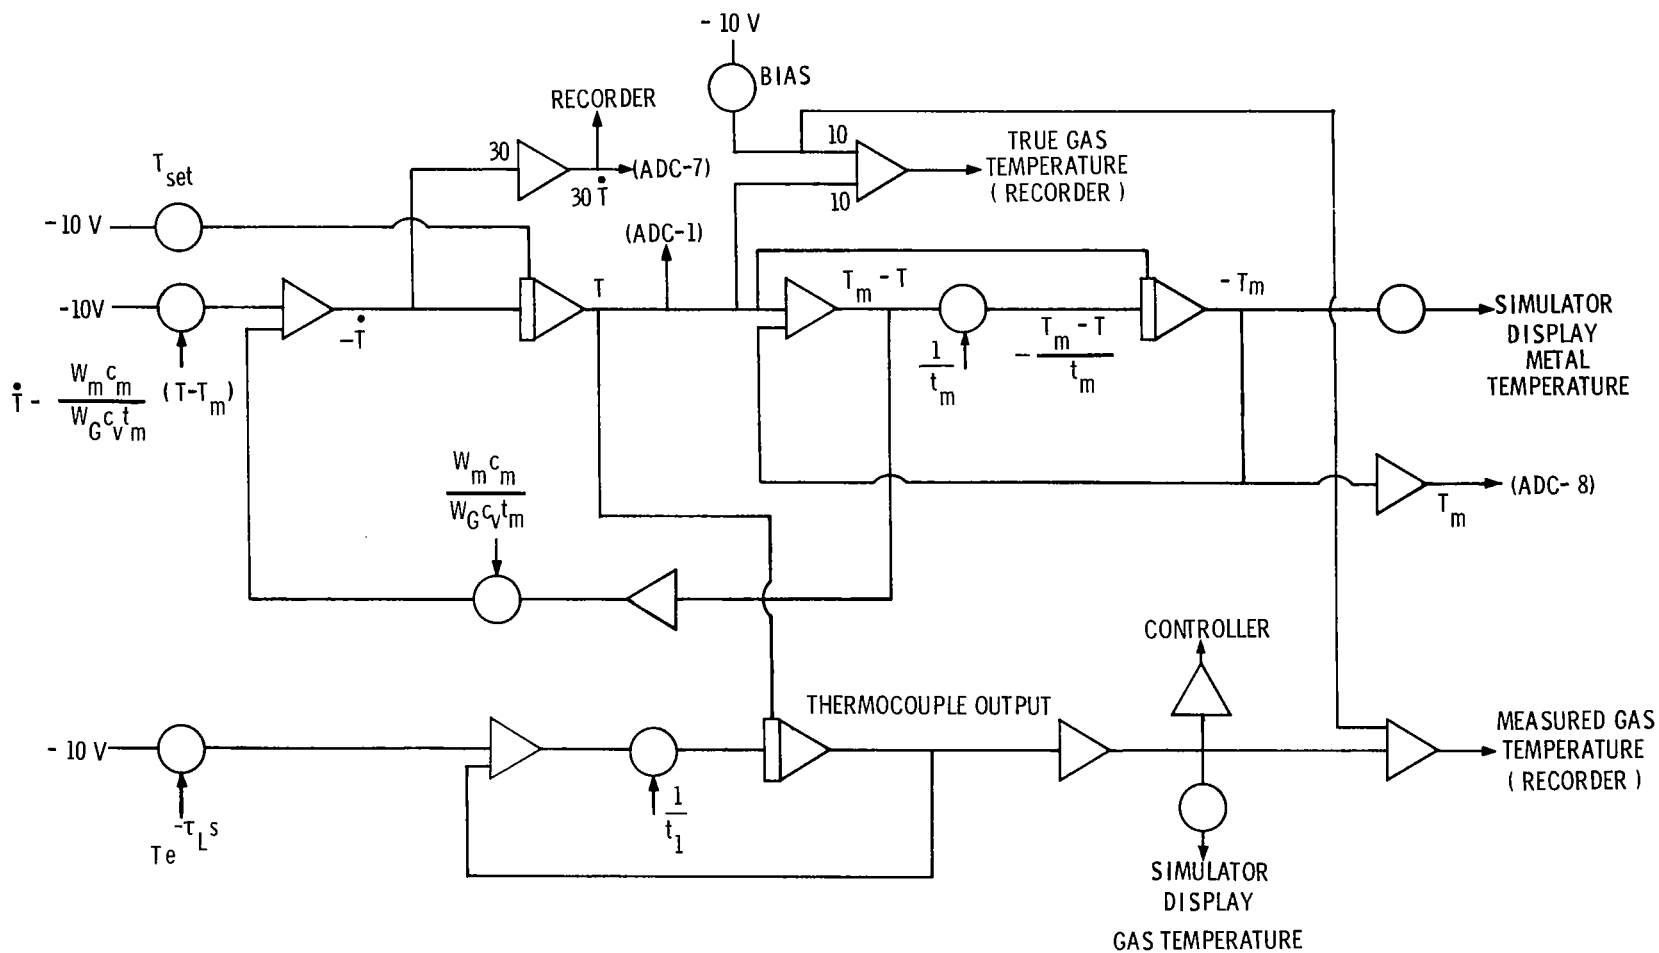 - 10 V
BIAS
RECORDER
30
(ADC-7)
30 Ṫ
10
10
TRUE GAS
TEMPERATURE
( RECORDER )
T_set
- 10 V
(ADC-1)
-10V
-Ṫ
T
T_m - T
1/t_m
- (T_m - T)/t_m
-T_m
SIMULATOR
DISPLAY
METAL
TEMPERATURE
Ṫ - (W_m c_m)/(W_G c_v t_m) (T-T_m)
(W_m c_m)/(W_G c_v t_m)
T_m
(ADC- 8)
CONTROLLER
THERMOCOUPLE OUTPUT
- 10 V
Te^(-τ_L s)
1/t_1
MEASURED GAS
TEMPERATURE
( RECORDER )
SIMULATOR
DISPLAY
GAS TEMPERATURE